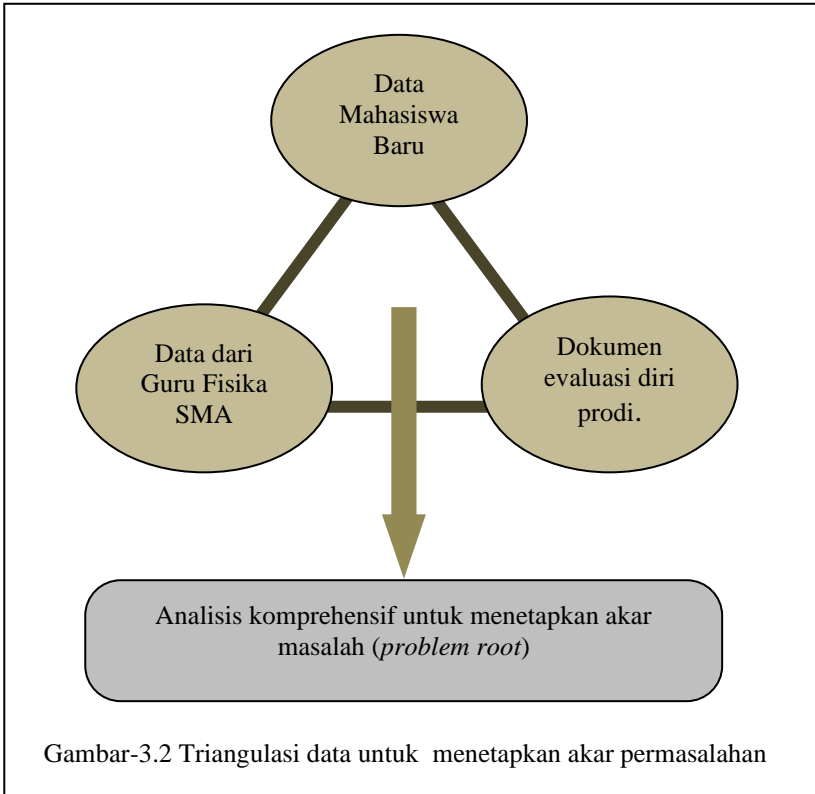 Data
Mahasiswa
Baru
Data dari
Guru Fisika
SMA
Dokumen
evaluasi diri
prodi.
Analisis komprehensif untuk menetapkan akar
masalah (problem root)
Gambar-3.2 Triangulasi data untuk menetapkan akar permasalahan